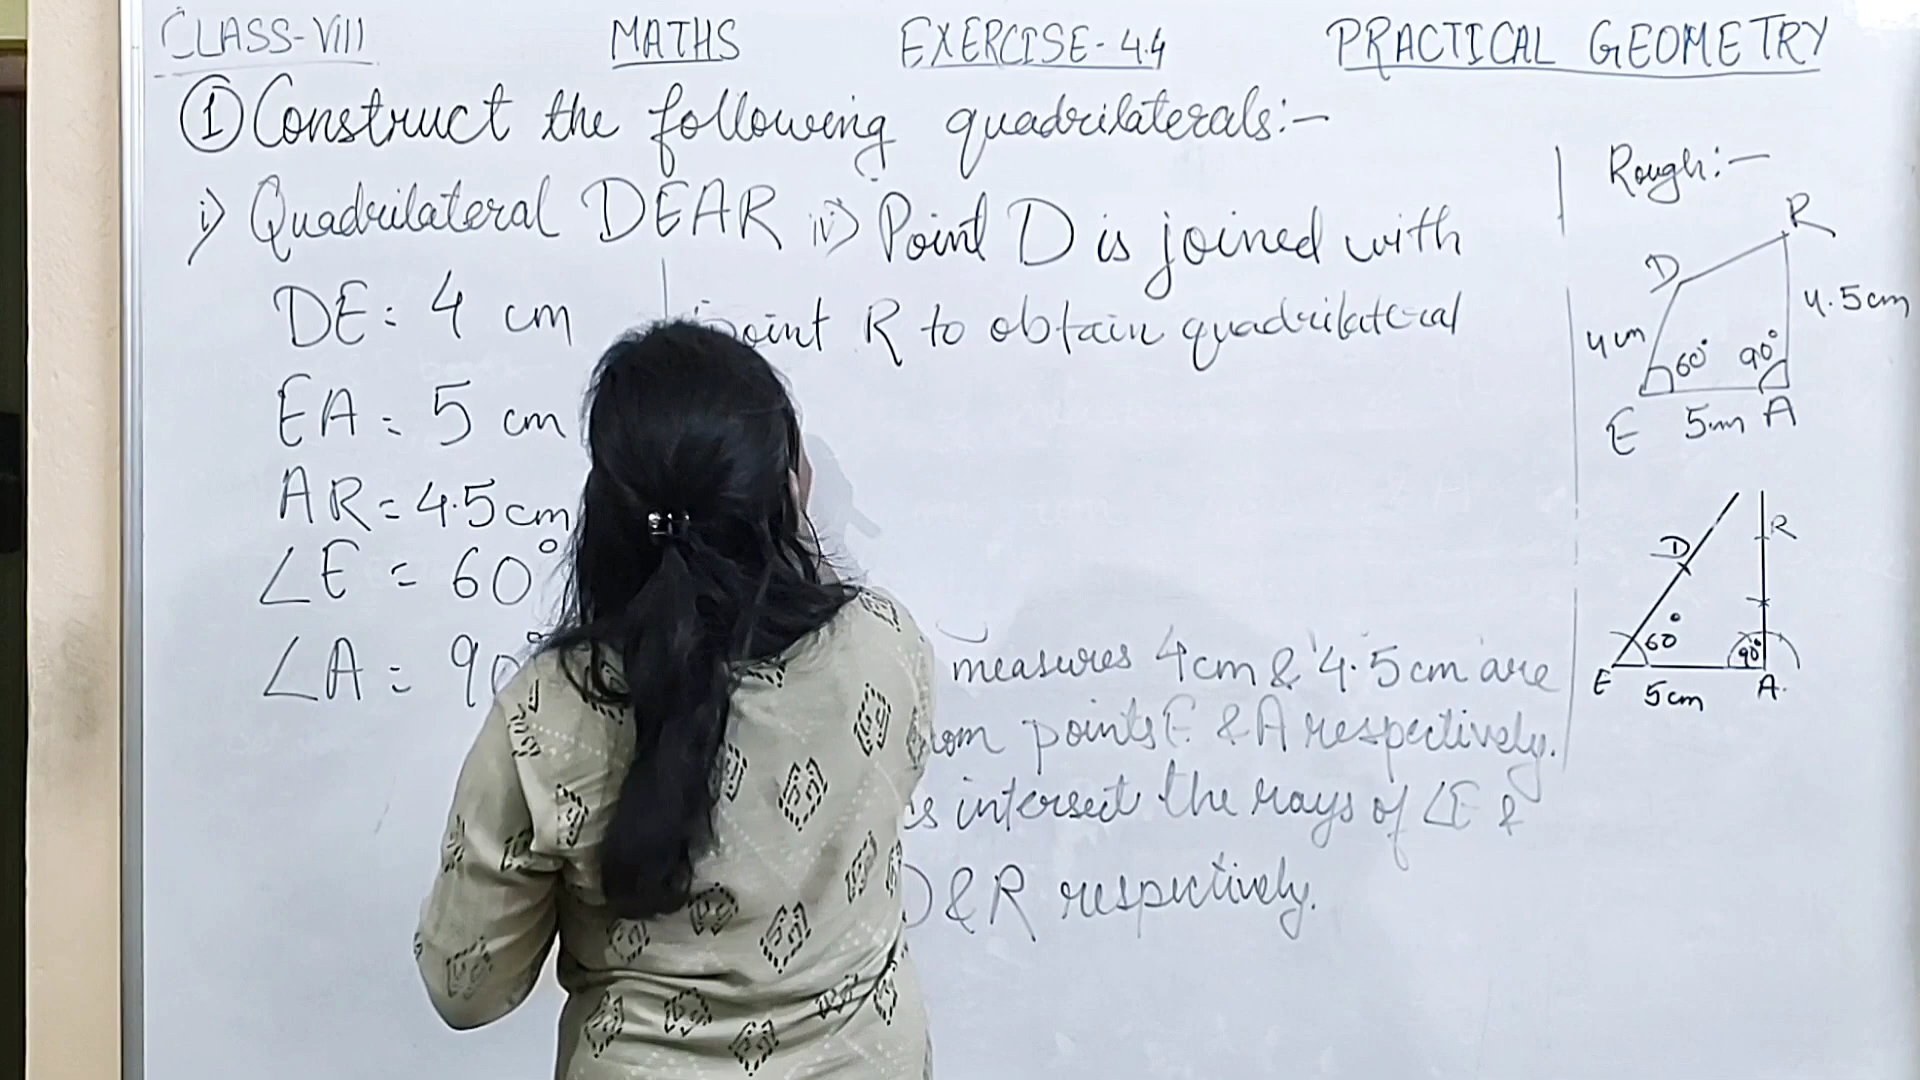 CLASS-VIII MATHS EXERCISE-4.4 PRACTICAL GEOMETRY
① Construct the following quadrilaterals:-
i) Quadrilateral DEAR
DE = 4 cm
EA = 5 cm
AR = 4.5 cm
∠E = 60°
∠A = 90°
iv) Point D is joined with
point R to obtain quadrilateral
measures 4cm & 4.5 cm are
points E & A respectively.
intersect the rays of ∠E &
D & R respectively.
Rough:-
R
D
4.5cm
4cm
60° 90°
E 5cm A
R
D
60° 90°
E 5cm A.